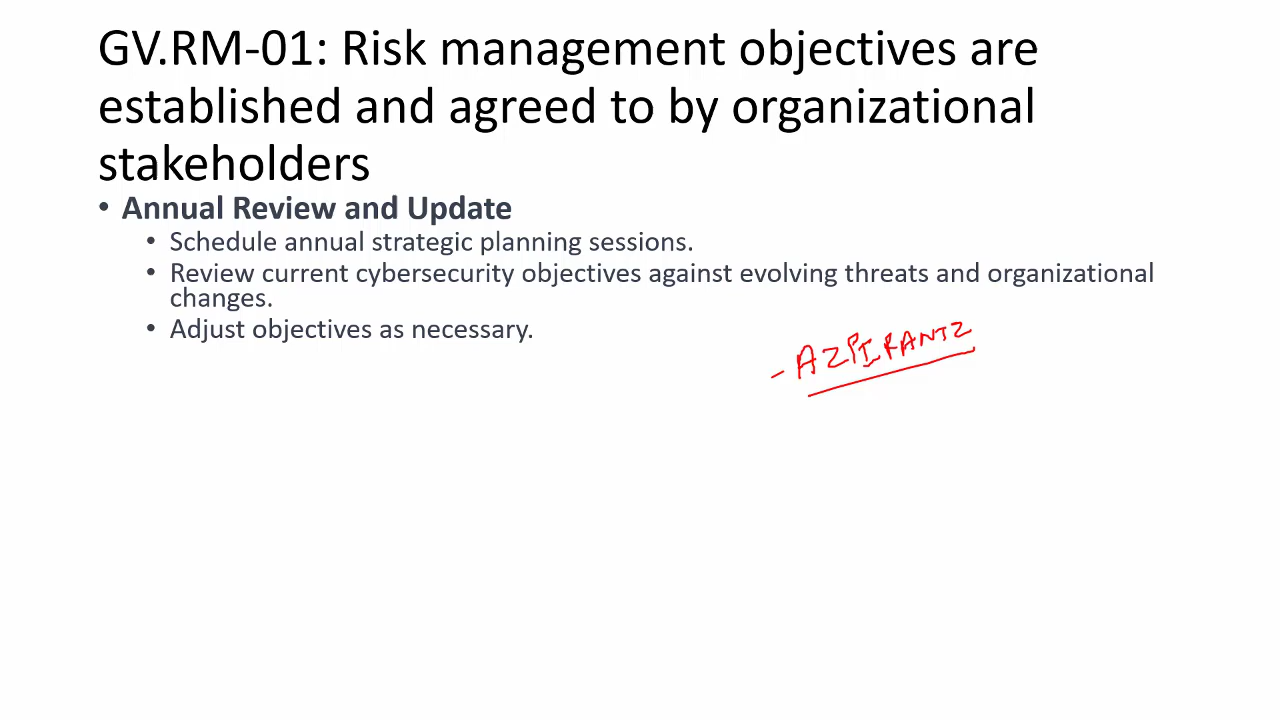 GV.RM-01: Risk management objectives are
established and agreed to by organizational
stakeholders
• Annual Review and Update
• Schedule annual strategic planning sessions.
• Review current cybersecurity objectives against evolving threats and organizational
changes.
• Adjust objectives as necessary.
- AZPIRANTZ